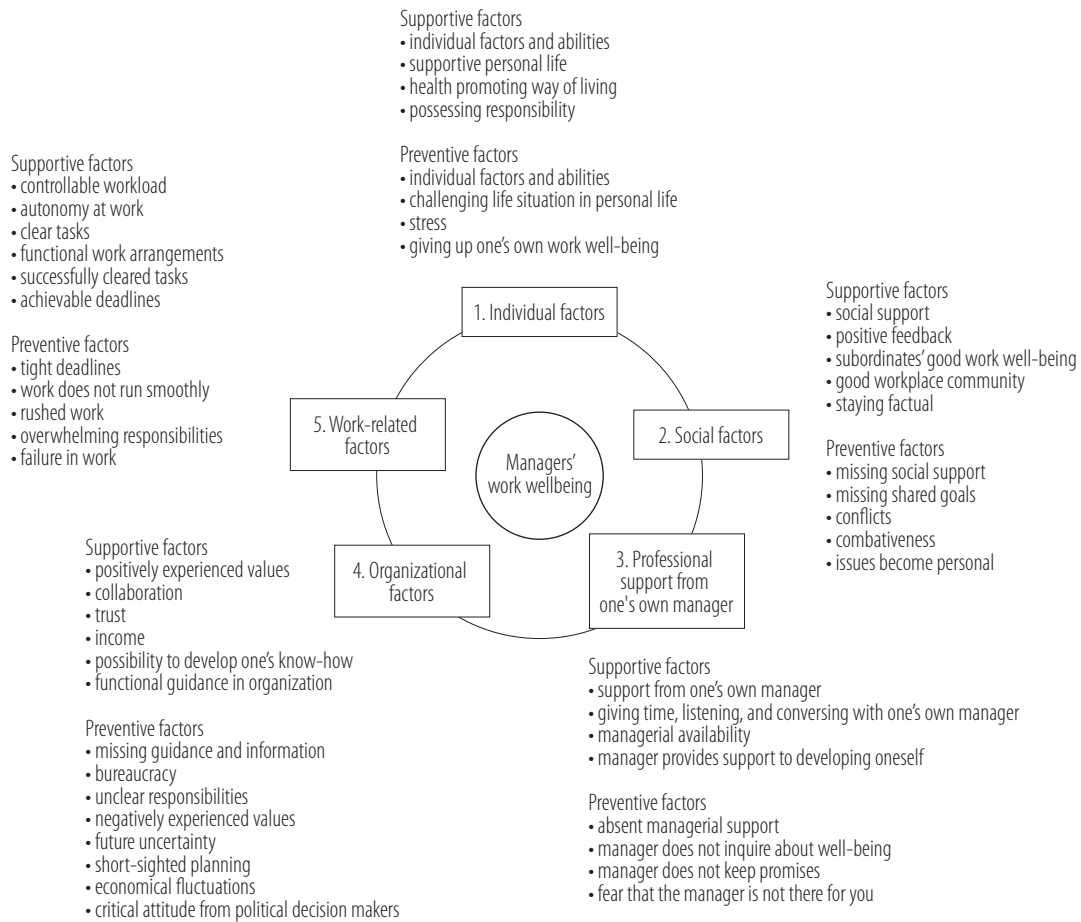 Supportive factors
• individual factors and abilities
• supportive personal life
• health promoting way of living
• possessing responsibility
Preventive factors
• individual factors and abilities
• challenging life situation in personal life
• stress
• giving up one's own work well-being
Supportive factors
• controllable workload
• autonomy at work
• clear tasks
• functional work arrangements
• successfully cleared tasks
• achievable deadlines
Preventive factors
• tight deadlines
• work does not run smoothly
• rushed work
• overwhelming responsibilities
• failure in work
1. Individual factors
Supportive factors
• social support
• positive feedback
• subordinates' good work well-being
• good workplace community
• staying factual
Preventive factors
• missing social support
• missing shared goals
• conflicts
• combativeness
• issues become personal
5. Work-related
factors
2. Social factors
Managers'
work wellbeing
4. Organizational
factors
3. Professional
support from
one's own manager
Supportive factors
• positively experienced values
• collaboration
• trust
• income
• possibility to develop one's know-how
• functional guidance in organization
Preventive factors
• missing guidance and information
• bureaucracy
• unclear responsibilities
• negatively experienced values
• future uncertainty
• short-sighted planning
• economical fluctuations
• critical attitude from political decision makers
Supportive factors
• support from one's own manager
• giving time, listening, and conversing with one's own manager
• managerial availability
• manager provides support to developing oneself
Preventive factors
• absent managerial support
• manager does not inquire about well-being
• manager does not keep promises
• fear that the manager is not there for you